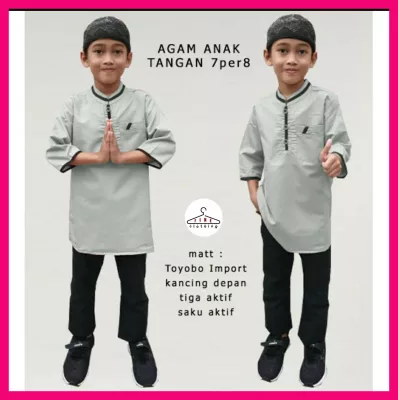 AGAM ANAK
TANGAN 7per8
clothing
matt :
Toyobo Import
kancing depan
tiga aktif
saku aktif